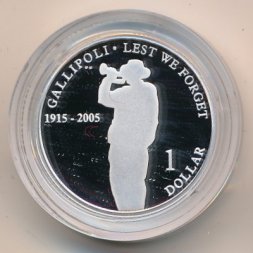 GALLIPOLI · LEST WE FORGET
1915 - 2005
1
DOLLAR